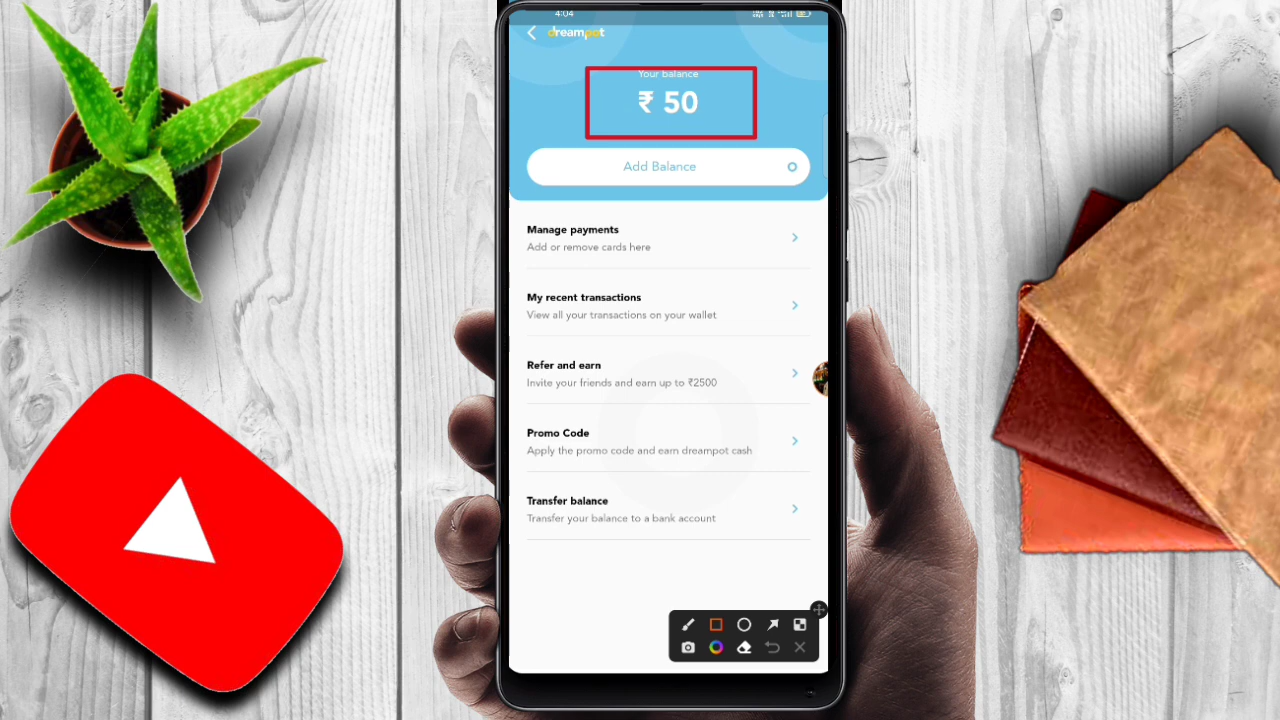 4:04
dreampot
Your balance
₹ 50
Add Balance
Manage payments
Add or remove cards here
My recent transactions
View all your transactions on your wallet
Refer and earn
Invite your friends and earn up to ₹2500
Promo Code
Apply the promo code and earn dreampot cash
Transfer balance
Transfer your balance to a bank account